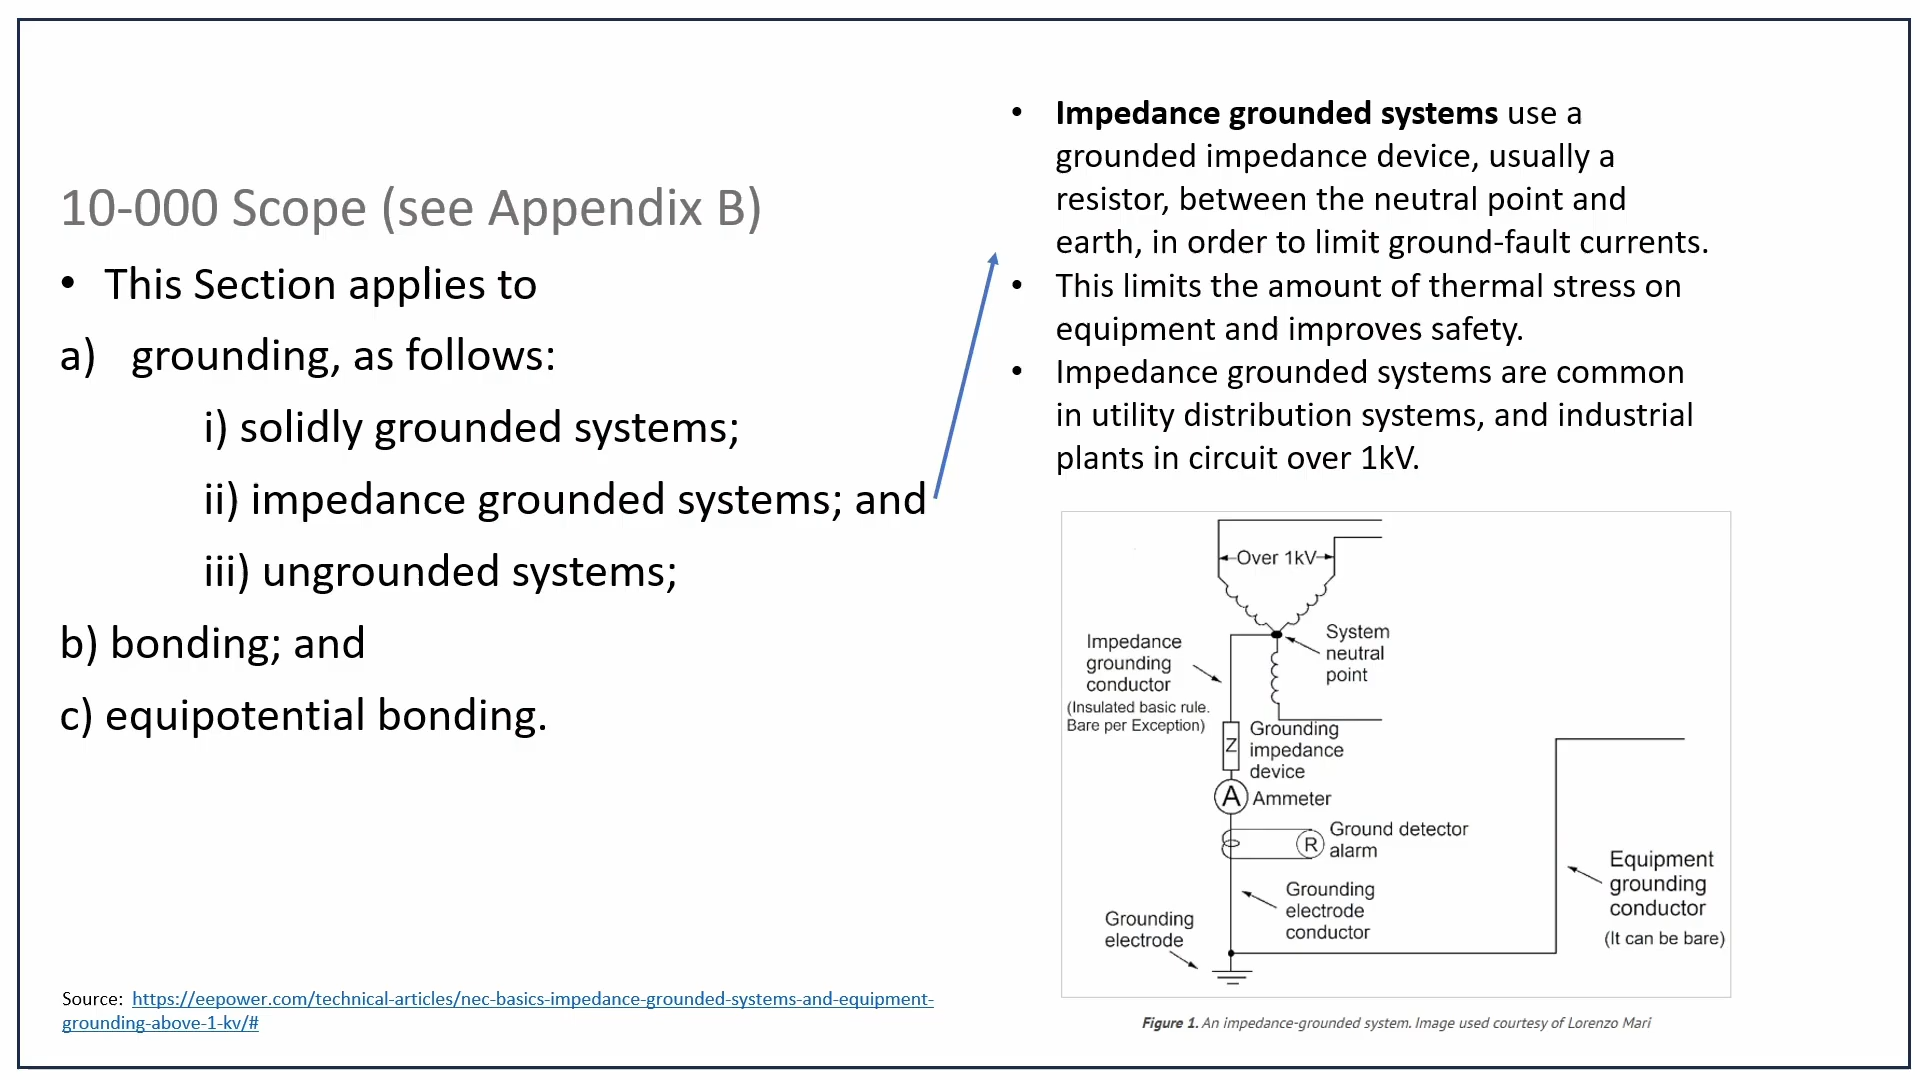 10-000 Scope (see Appendix B)
• This Section applies to
a) grounding, as follows:
i) solidly grounded systems;
ii) impedance grounded systems; and
iii) ungrounded systems;
b) bonding; and
c) equipotential bonding.
Source: https://eepower.com/technical-articles/nec-basics-impedance-grounded-systems-and-equipment-
grounding-above-1-kv/#
• Impedance grounded systems use a
grounded impedance device, usually a
resistor, between the neutral point and
earth, in order to limit ground-fault currents.
• This limits the amount of thermal stress on
equipment and improves safety.
• Impedance grounded systems are common
in utility distribution systems, and industrial
plants in circuit over 1kV.
Over 1kV
System
neutral
point
Impedance
grounding
conductor
(Insulated basic rule.
Bare per Exception)
Z
Grounding
impedance
device
A
Ammeter
R
Ground detector
alarm
Grounding
electrode
conductor
Grounding
electrode
Equipment
grounding
conductor
(It can be bare)
Figure 1. An impedance-grounded system. Image used courtesy of Lorenzo Mari